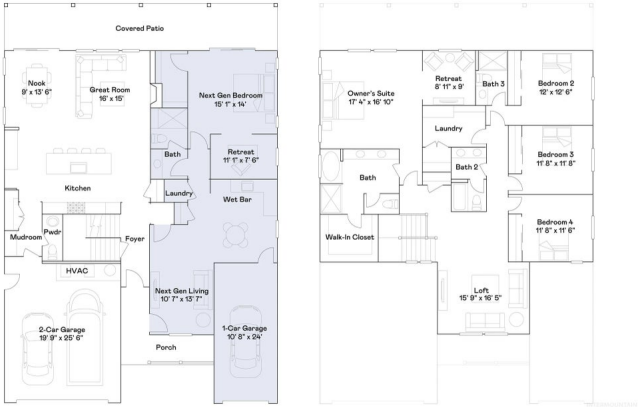 Covered Patio
Nook
9' x 13' 6"
Great Room
16' x 15'
Next Gen Bedroom
15' 1" x 14'
Retreat
11' 1" x 7' 6"
Bath
Kitchen
Laundry
Wet Bar
Mudroom
Pwdr
Foyer
HVAC
Next Gen Living
10' 7" x 13' 7"
2-Car Garage
19' 9" x 25' 6"
1-Car Garage
10' 8" x 24'
Porch
Owner's Suite
17' 4" x 16' 10"
Retreat
8' 11" x 9'
Bath 3
Bedroom 2
12' x 12' 6"
Laundry
Bedroom 3
11' 8" x 11' 8"
Bath
Bath 2
Walk-In Closet
Bedroom 4
11' 8" x 11' 6"
Loft
15' 9" x 16' 5"